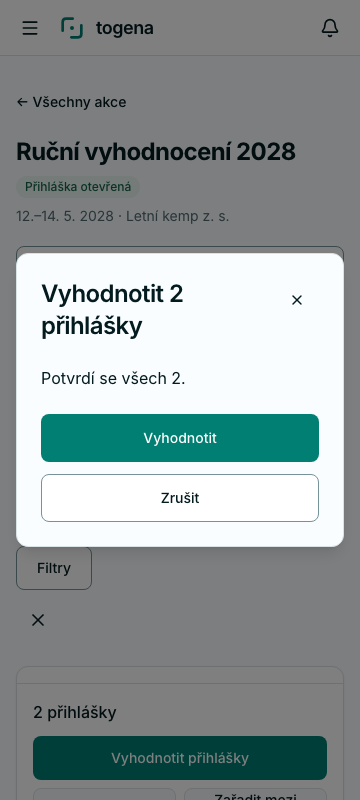 togena
← Všechny akce
Ruční vyhodnocení 2028
Přihláška otevřená
12.–14. 5. 2028 · Letní kemp z. s.
Vyhodnotit 2
přihlášky
Potvrdí se všech 2.
Vyhodnotit
Zrušit
Filtry
2 přihlášky
Vyhodnotit přihlášky
Zařadit mezi